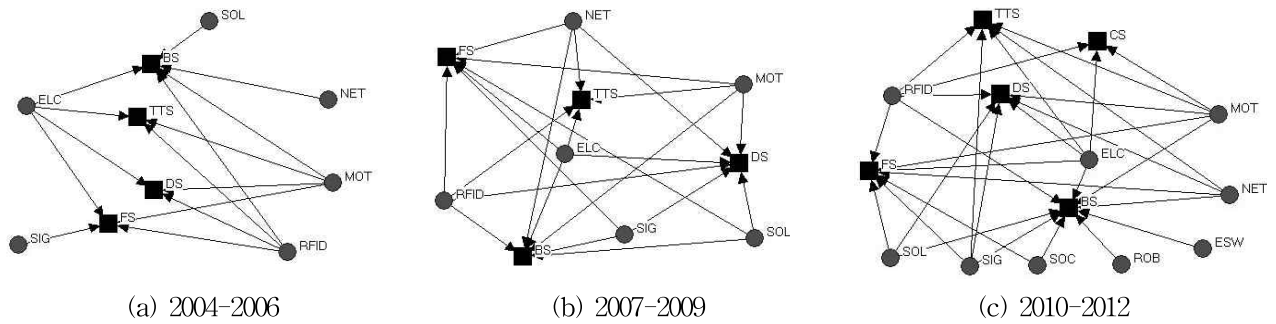 SOL
BS
ELC
NET
TTS
MOT
DS
FS
SIG
RFID
(a) 2004-2006
NET
FS
MOT
TTS
ELC
DS
RFID
SIG
SOL
BS
(b) 2007-2009
TTS
CS
RFID
DS
MOT
ELC
FS
NET
BS
SOL
SIG
SOC
ROB
ESW
(c) 2010-2012